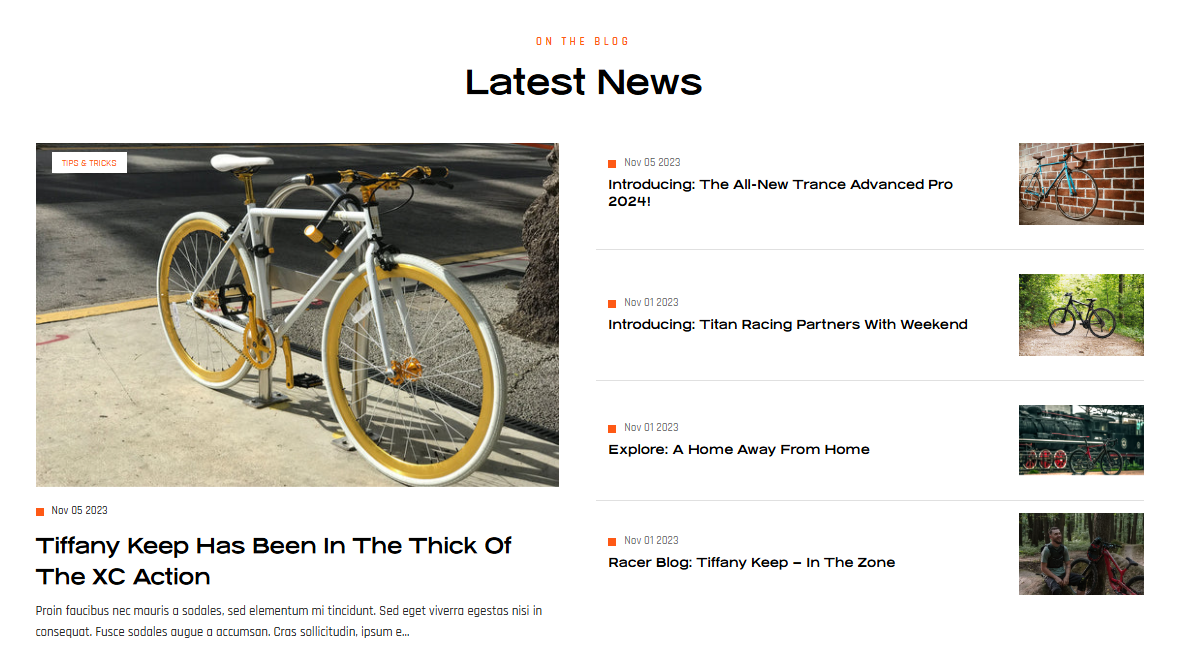 ON THE BLOG
Latest News
TIPS & TRICKS
Nov 05 2023
Tiffany Keep Has Been In The Thick Of
The XC Action
Proin faucibus nec mauris a sodales, sed elementum mi tincidunt. Sed eget viverra egestas nisi in
consequat. Fusce sodales augue a accumsan. Cras sollicitudin, ipsum e...
Nov 05 2023
Introducing: The All-New Trance Advanced Pro
2024!
Nov 01 2023
Introducing: Titan Racing Partners With Weekend
Nov 01 2023
Explore: A Home Away From Home
Nov 01 2023
Racer Blog: Tiffany Keep – In The Zone